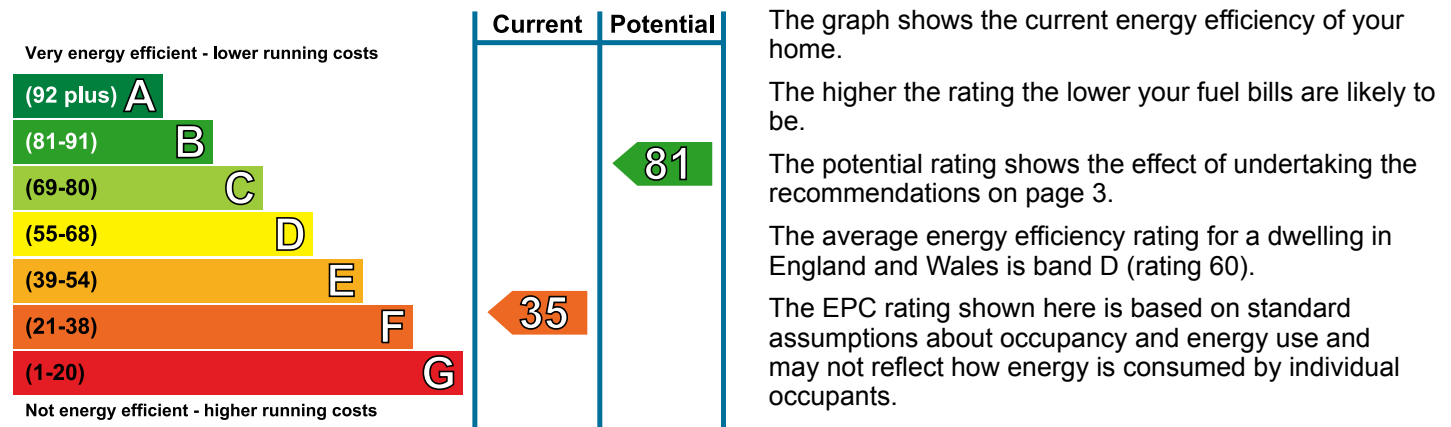 Current Potential
Very energy efficient - lower running costs
(92 plus) A
(81-91) B
(69-80) C
(55-68) D
(39-54) E
(21-38) F
(1-20) G
Not energy efficient - higher running costs
81
35
The graph shows the current energy efficiency of your
home.
The higher the rating the lower your fuel bills are likely to
be.
The potential rating shows the effect of undertaking the
recommendations on page 3.
The average energy efficiency rating for a dwelling in
England and Wales is band D (rating 60).
The EPC rating shown here is based on standard
assumptions about occupancy and energy use and
may not reflect how energy is consumed by individual
occupants.